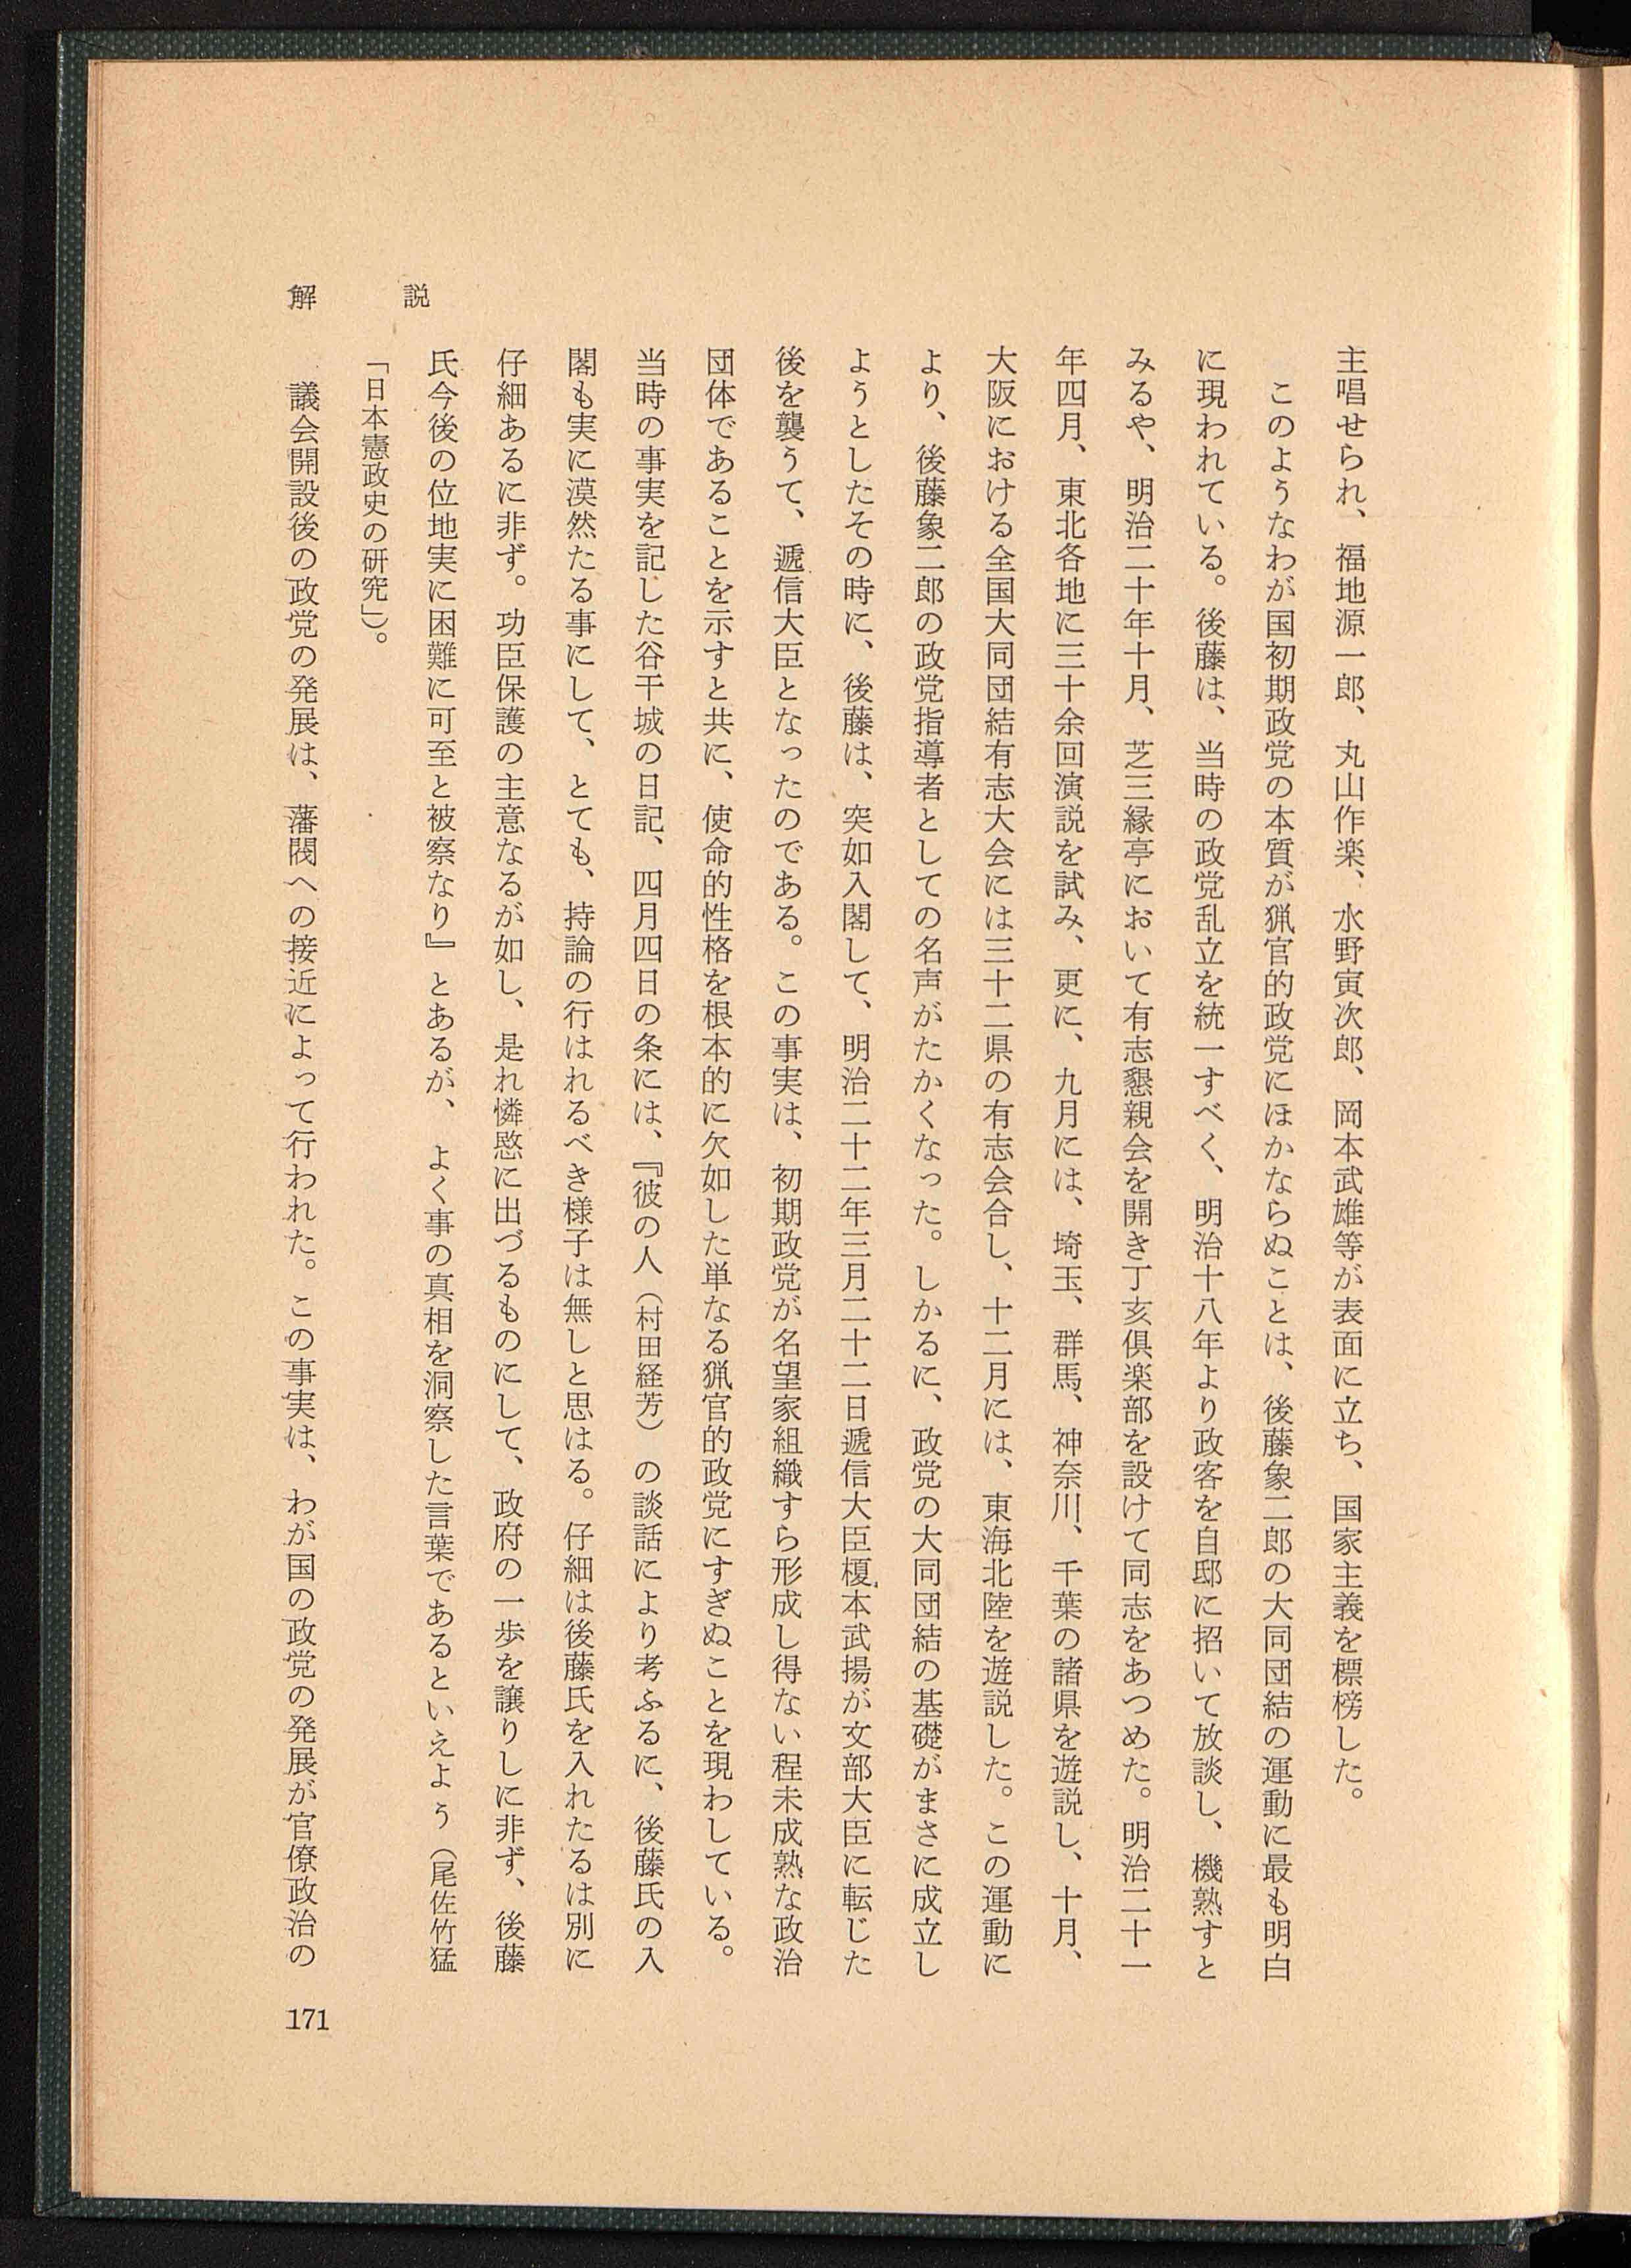 解説
主唱せられ、福地源一郎、丸山作楽、水野寅次郎、岡本武雄等が表面に立ち、国家主義を標榜した。
このようなわが国初期政党の本質が猟官的政党にほかならぬことは、後藤象二郎の大同団結の運動に最も明白
に現われている。後藤は、当時の政党乱立を統一すべく、明治十八年より政客を自邸に招いて放談し、機熟すと
みるや、明治二十年十月、芝三縁亭において有志懇親会を開き丁亥倶楽部を設けて同志をあつめた。明治二十一
年四月、東北各地に三十余回演説を試み、更に、九月には、埼玉、群馬、神奈川、千葉の諸県を遊説し、十月、
大阪における全国大同団結有志大会には三十二県の有志会合し、十二月には、東海北陸を遊説した。この運動に
より、後藤象二郎の政党指導者としての名声がたかくなった。しかるに、政党の大同団結の基礎がまさに成立し
ようとしたその時に、後藤は、突如入閣して、明治二十二年三月二十二日逓信大臣榎本武揚が文部大臣に転じた
後を襲うて、逓信大臣となったのである。この事実は、初期政党が名望家組織すら形成し得ない程未成熟な政治
団体であることを示すと共に、使命的性格を根本的に欠如した単なる猟官的政党にすぎぬことを現わしている。
当時の事実を記した谷干城の日記、四月四日の条には、『彼の人（村田経芳）の談話により考ふるに、後藤氏の入
閣も実に漠然たる事にして、とても、持論の行はれるべき様子は無しと思はる。仔細は後藤氏を入れたるは別に
仔細あるに非ず。功臣保護の主意なるが如し、是れ憐愍に出づるものにして、政府の一歩を譲りしに非ず、後藤
氏今後の位地実に困難に可至と被察なり』とあるが、よく事の真相を洞察した言葉であるといえよう（尾佐竹猛
「日本憲政史の研究」）。
議会開設後の政党の発展は、藩閥への接近によって行われた。この事実は、わが国の政党の発展が官僚政治の
171